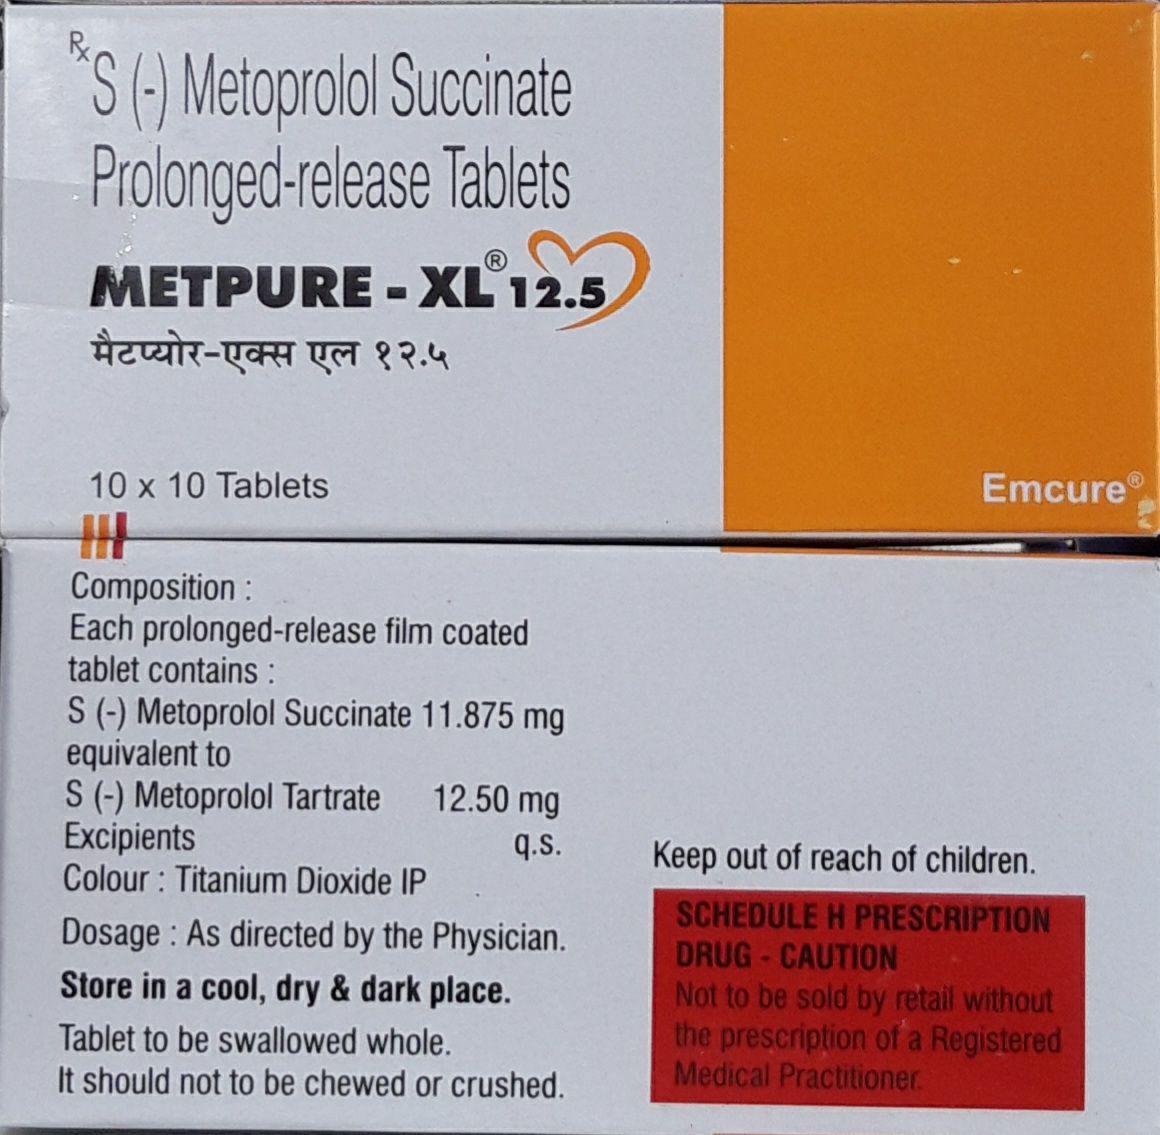 Rx S (-) Metoprolol Succinate
Prolonged-release Tablets
METPURE - XL® 12.5
मैटप्योर-एक्स एल १२.५
10 x 10 Tablets
Emcure®
Composition :
Each prolonged-release film coated
tablet contains :
S (-) Metoprolol Succinate 11.875 mg
equivalent to
S (-) Metoprolol Tartrate 12.50 mg
Excipients q.s.
Colour : Titanium Dioxide IP
Dosage : As directed by the Physician.
Store in a cool, dry & dark place.
Tablet to be swallowed whole.
It should not to be chewed or crushed.
Keep out of reach of children.
SCHEDULE H PRESCRIPTION
DRUG - CAUTION
Not to be sold by retail without
the prescription of a Registered
Medical Practitioner.